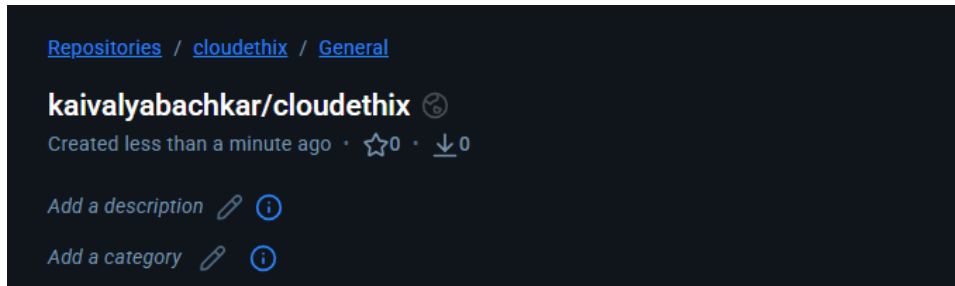 Repositories / cloudethix / General
kaivalyabachkar/cloudethix
Created less than a minute ago · 0 · 0
Add a description
Add a category